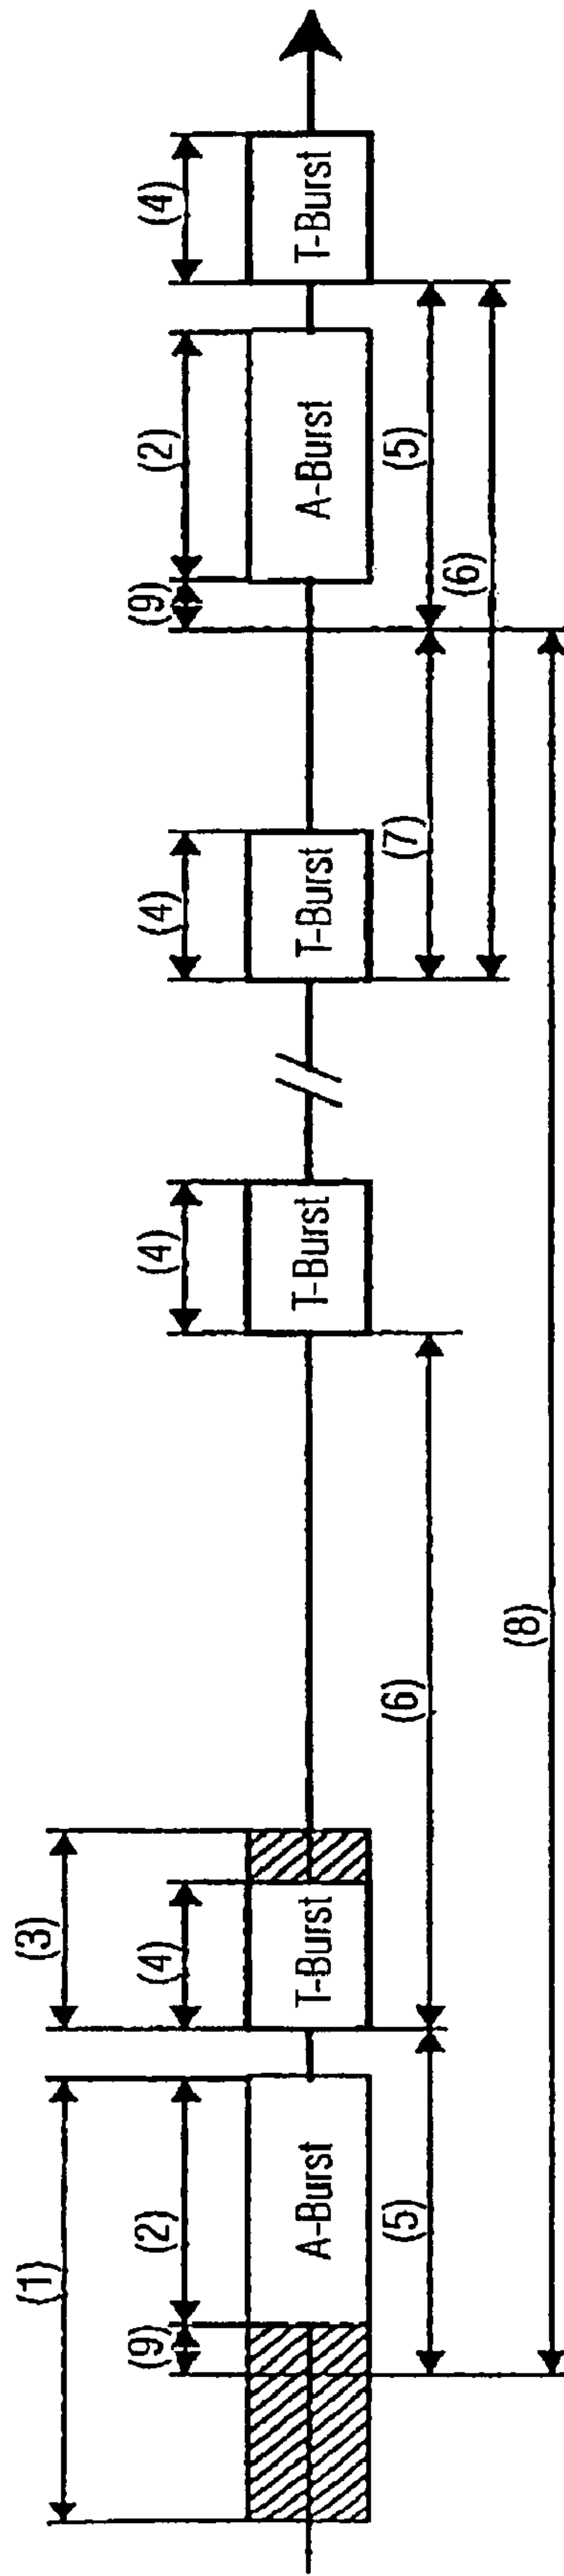 (1) (3)
(9) (2) (4) (4) (4) (9) (2) (4)
A-Burst T-Burst T-Burst T-Burst A-Burst T-Burst
(5) (6) (7) (5)
(6)
(8)